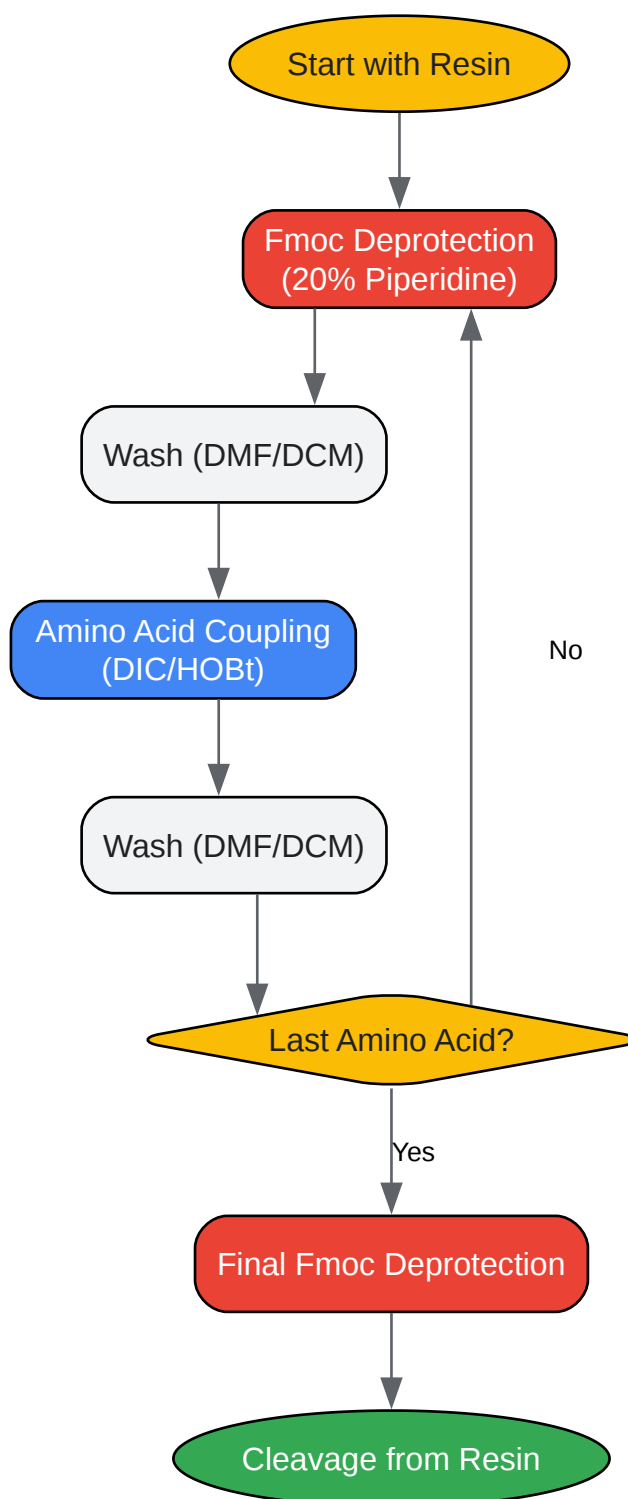 Start with Resin
Fmoc Deprotection
(20% Piperidine)
Wash (DMF/DCM)
Amino Acid Coupling
(DIC/HOBt)
No
Wash (DMF/DCM)
Last Amino Acid?
Yes
Final Fmoc Deprotection
Cleavage from Resin